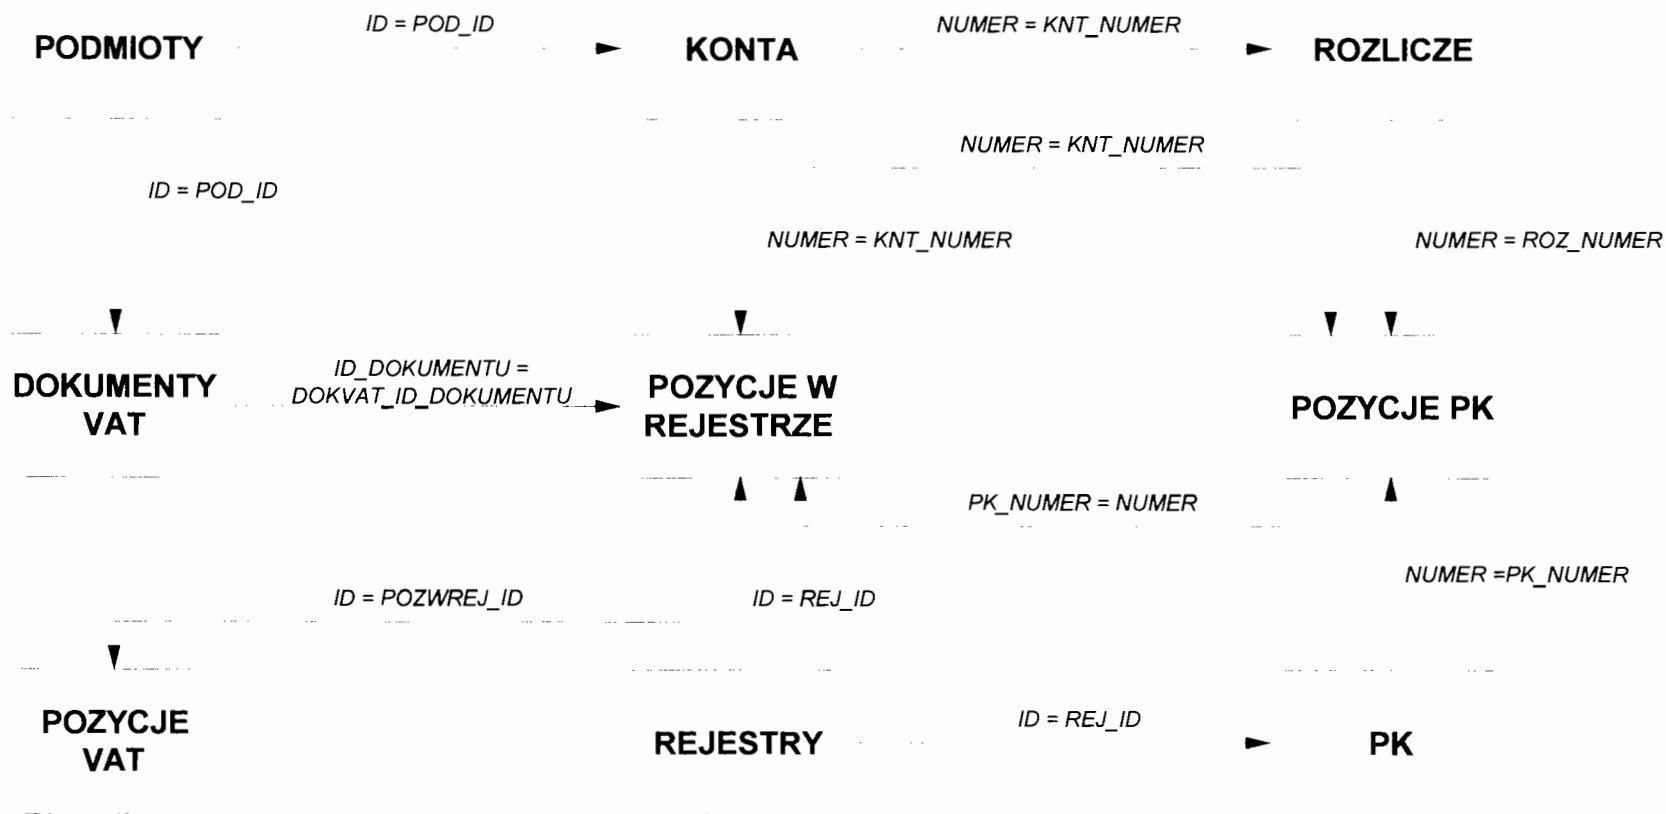 ID = POD_ID
NUMER = KNT_NUMER
PODMIOTY
KONTA
ROZLICZE
NUMER = KNT_NUMER
ID = POD_ID
NUMER = KNT_NUMER
NUMER = ROZ_NUMER
ID_DOKUMENTU =
DOKVAT_ID_DOKUMENTU
DOKUMENTY
VAT
POZYCJE W
REJESTRZE
POZYCJE PK
PK_NUMER = NUMER
NUMER =PK_NUMER
ID = POZWREJ_ID
ID = REJ_ID
POZYCJE
VAT
REJESTRY
ID = REJ_ID
PK